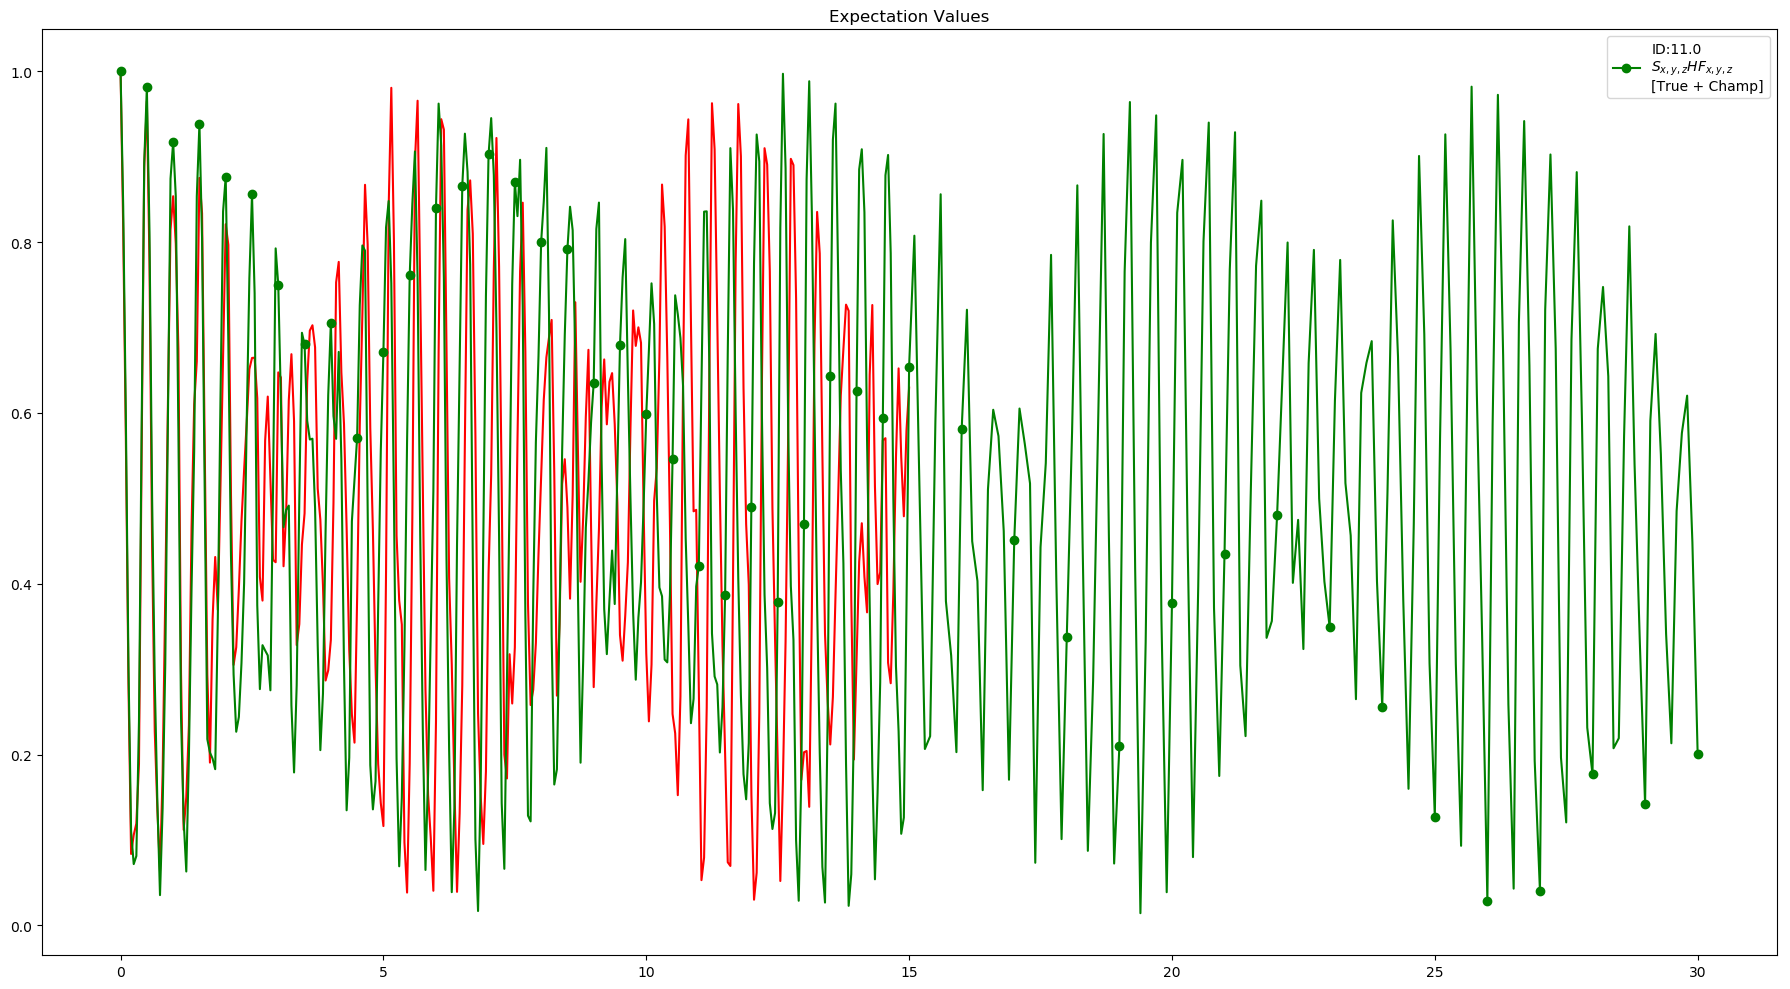 Expectation Values
ID:11.0
S_{x,y,z}HF_{x,y,z}
[True + Champ]
1.0
0.8
0.6
0.4
0.2
0.0
0 5 10 15 20 25 30